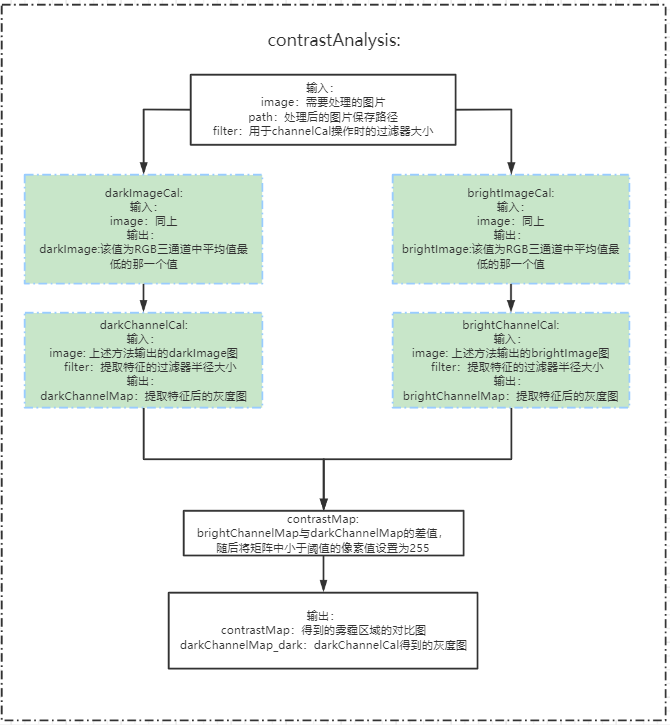 contrastAnalysis:
输入：
image：需要处理的图片
path：处理后的图片保存路径
filter：用于channelCal操作时的过滤器大小
darkImageCal:
输入：
image：同上
输出：
darkImage:该值为RGB三通道中平均值最
低的那一个值
brightImageCal:
输入：
image：同上
输出：
brightImage:该值为RGB三通道中平均值最
低的那一个值
darkChannelCal:
输入：
image: 上述方法输出的darkImage图
filter：提取特征的过滤器半径大小
输出：
darkChannelMap：提取特征后的灰度图
brightChannelCal:
输入：
image: 上述方法输出的brightImage图
filter：提取特征的过滤器半径大小
输出：
brightChannelMap：提取特征后的灰度图
contrastMap:
brightChannelMap与darkChannelMap的差值，
随后将矩阵中小于阈值的像素值设置为255
输出：
contrastMap：得到的雾霾区域的对比图
darkChannelMap_dark：darkChannelCal得到的灰度图